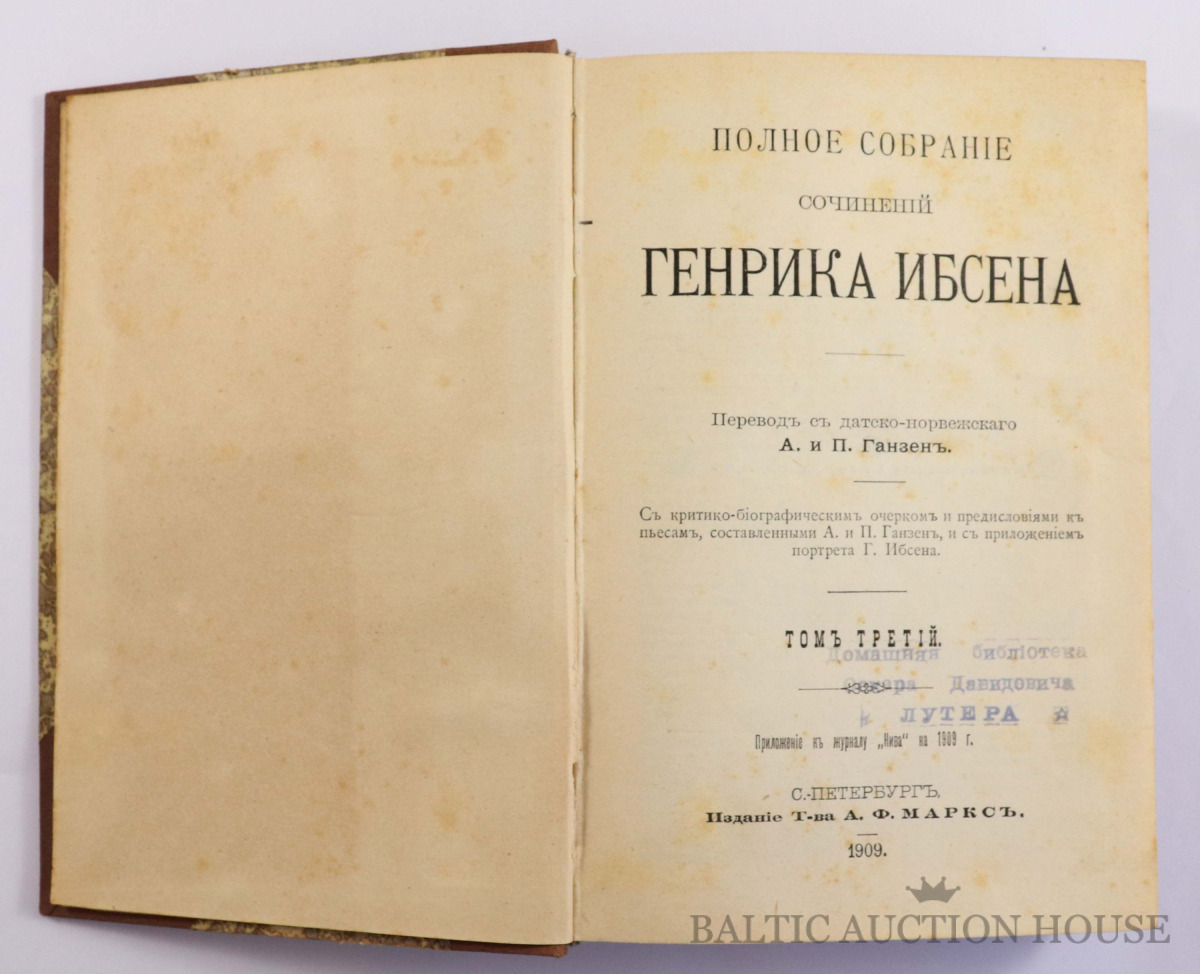 ПОЛНОЕ СОБРАНІЕ
СОЧИНЕНІЙ
ГЕНРИКА ИБСЕНА
Переводъ съ датско-норвежскаго
А. и П. Ганзенъ.
Съ критико-біографическимъ очеркомъ и предисловіями къ
пьесамъ, составленными А. и П. Ганзенъ, и съ приложеніемъ
портрета Г. Ибсена.
ТОМЪ ТРЕТІЙ.
Домашняя библіотека
Давидовича
ЛУТЕРА
Приложеніе къ журналу „Нива“ на 1909 г.
С.-ПЕТЕРБУРГЪ.
Изданіе Т-ва А. Ф. МАРКСЪ.
1909.
BALTIC AUCTION HOUSE